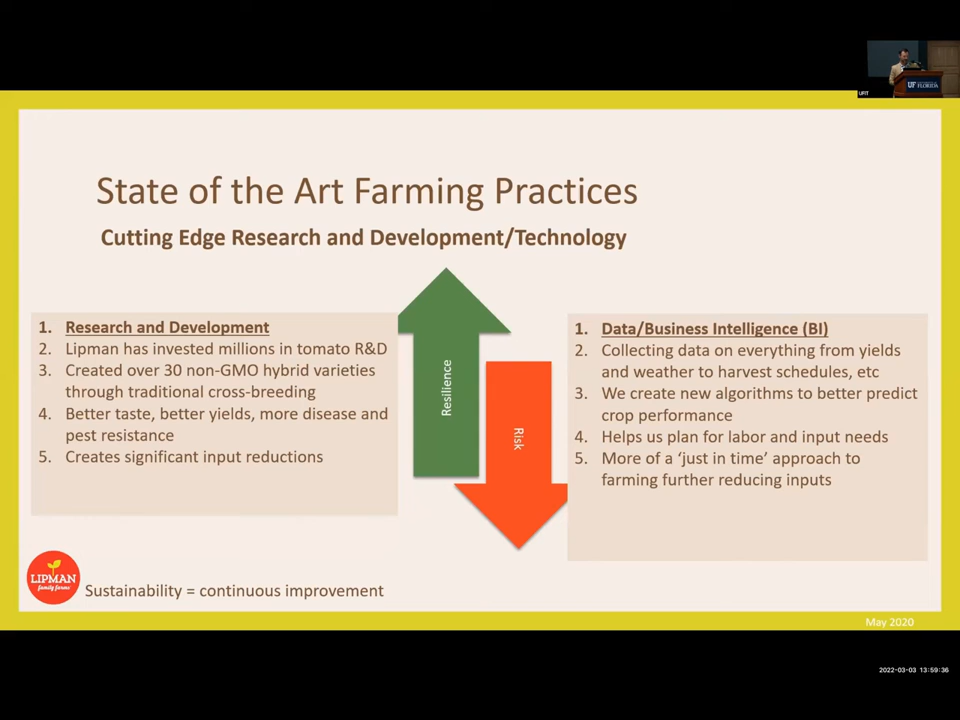 UF UNIVERSITY of FLORIDA
UFIT
State of the Art Farming Practices
Cutting Edge Research and Development/Technology
1. Research and Development
2. Lipman has invested millions in tomato R&D
3. Created over 30 non-GMO hybrid varieties
through traditional cross-breeding
4. Better taste, better yields, more disease and
pest resistance
5. Creates significant input reductions
Resilience
Risk
1. Data/Business Intelligence (BI)
2. Collecting data on everything from yields
and weather to harvest schedules, etc
3. We create new algorithms to better predict
crop performance
4. Helps us plan for labor and input needs
5. More of a ‘just in time’ approach to
farming further reducing inputs
LIPMAN
family farms
Sustainability = continuous improvement
May 2020
2022-03-03 13:59:36